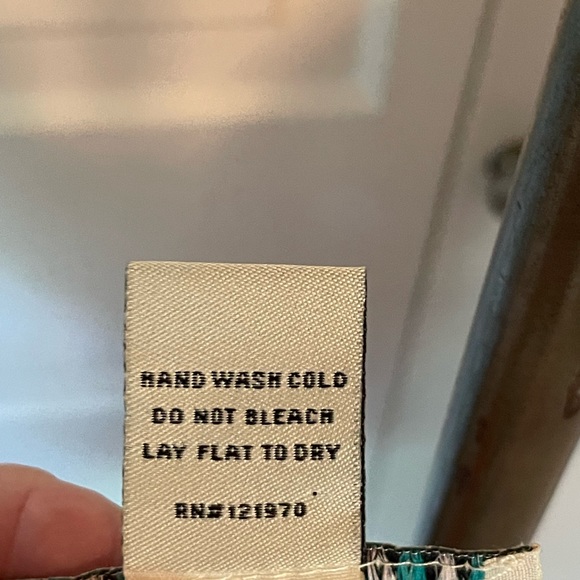 HAND WASH COLD
DO NOT BLEACH
LAY FLAT TO DRY
RN#121970